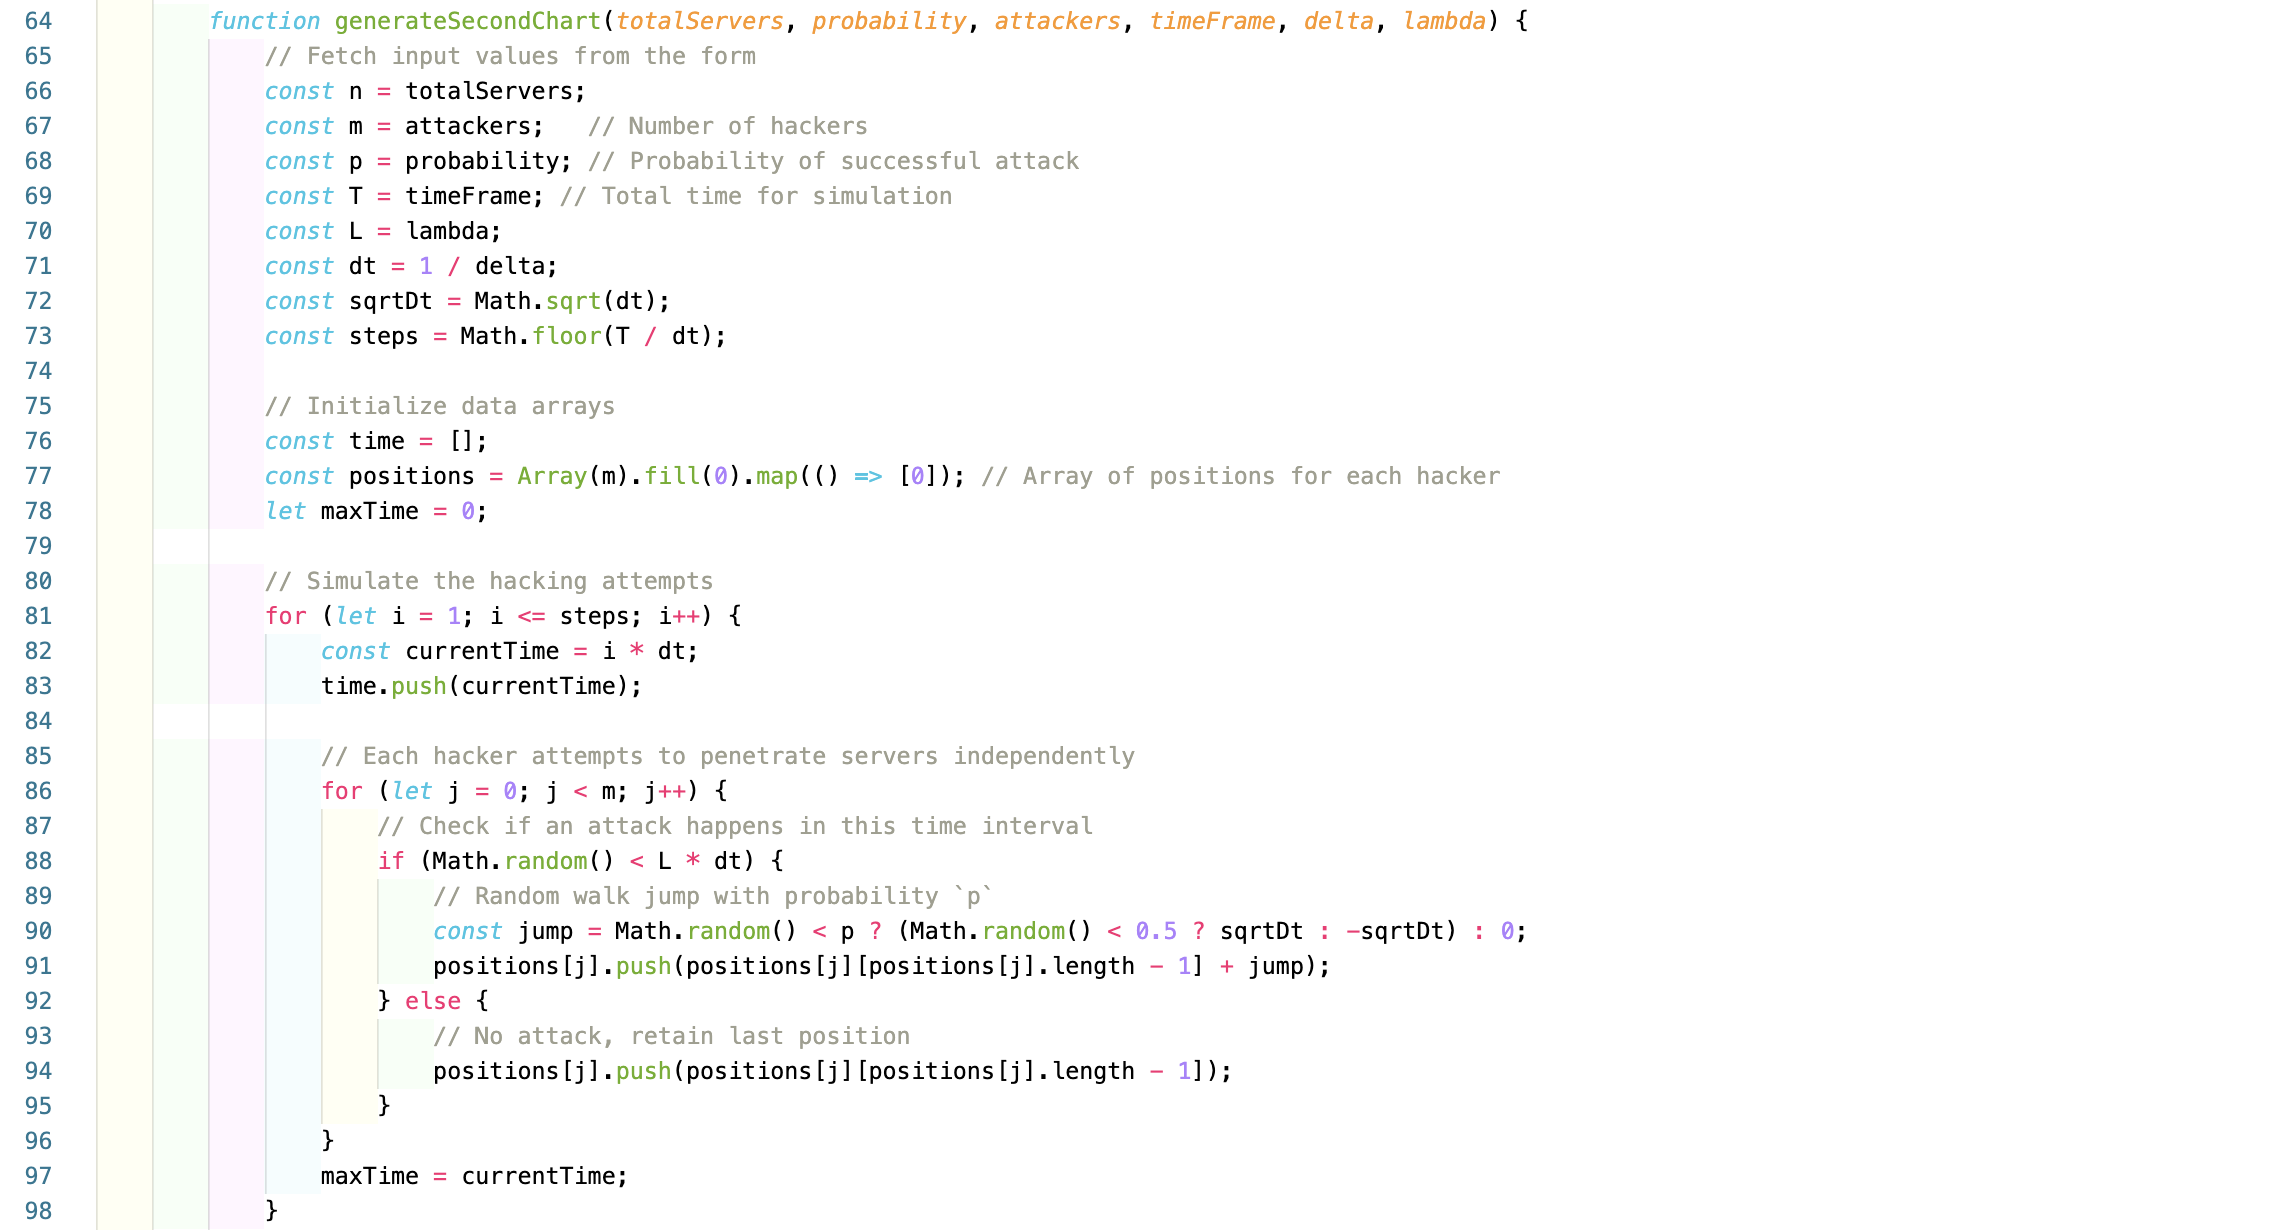 64 function generateSecondChart(totalServers, probability, attackers, timeFrame, delta, lambda) {
65 // Fetch input values from the form
66 const n = totalServers;
67 const m = attackers;   // Number of hackers
68 const p = probability; // Probability of successful attack
69 const T = timeFrame; // Total time for simulation
70 const L = lambda;
71 const dt = 1 / delta;
72 const sqrtDt = Math.sqrt(dt);
73 const steps = Math.floor(T / dt);
74
75 // Initialize data arrays
76 const time = [];
77 const positions = Array(m).fill(0).map(() => [0]); // Array of positions for each hacker
78 let maxTime = 0;
79
80 // Simulate the hacking attempts
81 for (let i = 1; i <= steps; i++) {
82 const currentTime = i * dt;
83 time.push(currentTime);
84
85 // Each hacker attempts to penetrate servers independently
86 for (let j = 0; j < m; j++) {
87 // Check if an attack happens in this time interval
88 if (Math.random() < L * dt) {
89 // Random walk jump with probability `p`
90 const jump = Math.random() < p ? (Math.random() < 0.5 ? sqrtDt : -sqrtDt) : 0;
91 positions[j].push(positions[j][positions[j].length - 1] + jump);
92 } else {
93 // No attack, retain last position
94 positions[j].push(positions[j][positions[j].length - 1]);
95 }
96 }
97 maxTime = currentTime;
98 }